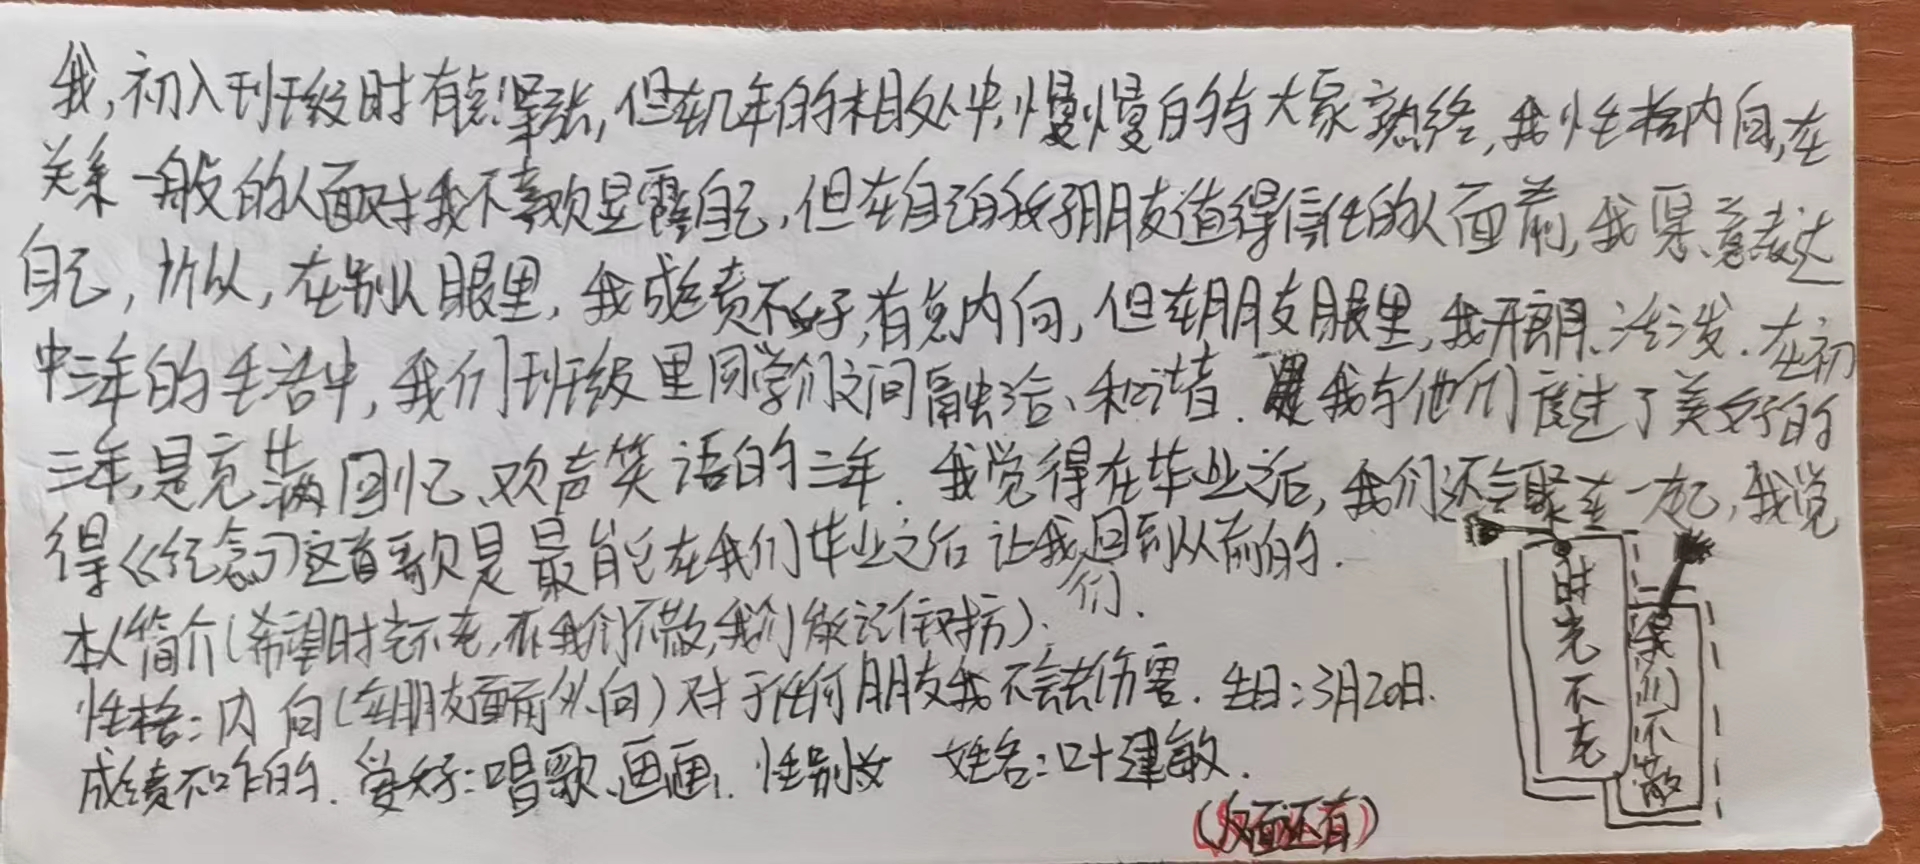 我,初入刊班级时有点紧张,但在几年的相处中,慢慢的与大家熟络,我性格内向,在
关系一般的人面对我不喜欢显露自己,但在自己的好朋友值得信任的人面前,我愿意表达
自己,所以,在别人眼里,我成绩不好,有点内向,但在朋友眼里,我开朗、活泼.在初
中三年的生活中,我们班级里同学们之间融洽、和谐.是我与他们度过了美好的
三年,是充满回忆、欢声笑语的三年.我觉得在毕业之后,我们还会聚在一起,我觉
得《纪念》这首歌是最能在我们毕业之后让我们回到从前的.
本人简介(希望时光不老,我们不散,我们能记住对方).
性格:内向(在朋友面前外向)对于任何朋友我不会去伤害.生日:3月20日.
成绩不咋的.爱好:唱歌、画画.性别女 姓名:叶建敏.
(反面还有)
时光不老
我们不散